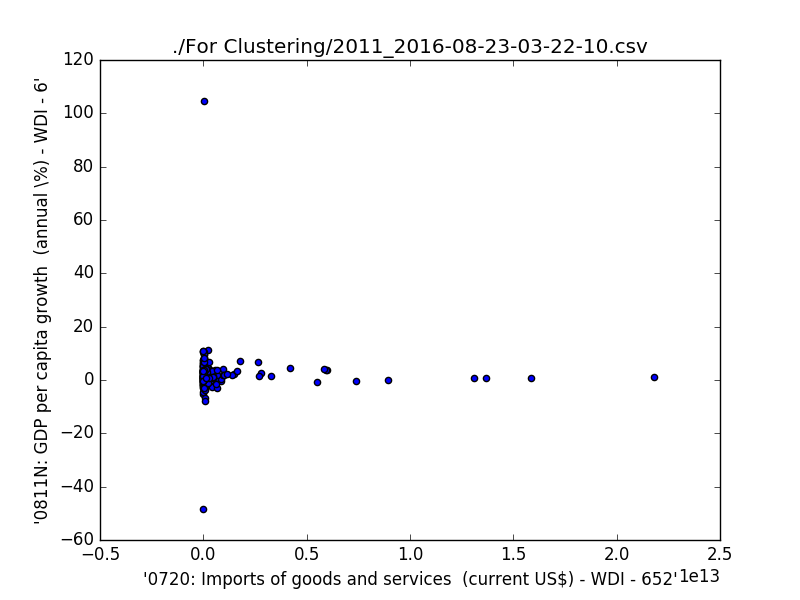 ./For Clustering/2011_2016-08-23-03-22-10.csv
120
100
80
60
40
20
0
−20
−40
−60
'0811N: GDP per capita growth  (annual \%) - WDI - 6'
−0.5 0.0 0.5 1.0 1.5 2.0 2.5
'0720: Imports of goods and services  (current US$) - WDI - 652'
1e13